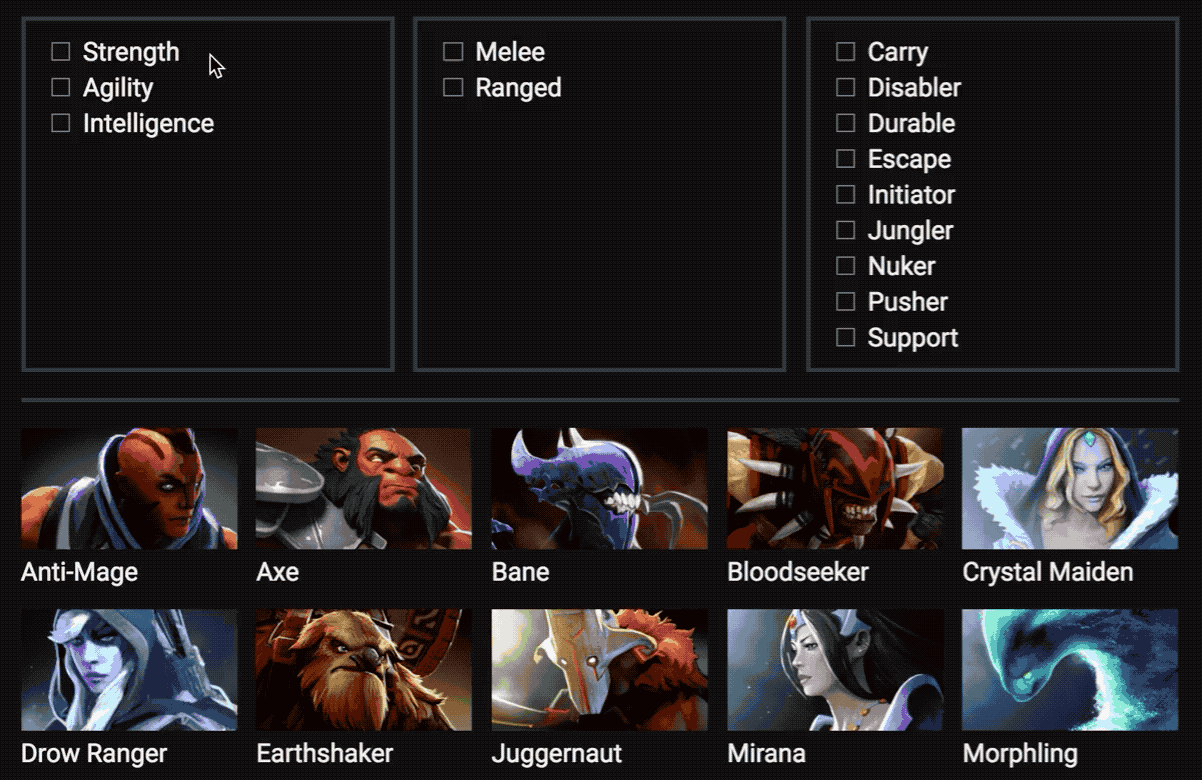 Strength
Agility
Intelligence
Melee
Ranged
Carry
Disabler
Durable
Escape
Initiator
Jungler
Nuker
Pusher
Support
Anti-Mage
Axe
Bane
Bloodseeker
Crystal Maiden
Drow Ranger
Earthshaker
Juggernaut
Mirana
Morphling